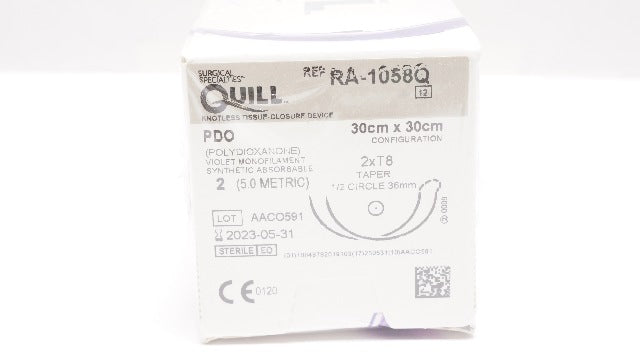 SURGICAL
SPECIALTIES
QUILL
KNOTLESS TISSUE-CLOSURE DEVICE
REF RA-1058Q
12
PDO
(POLYDIOXANONE)
VIOLET MONOFILAMENT
SYNTHETIC ABSORBABLE
2 (5.0 METRIC)
30cm x 30cm
CONFIGURATION
2xT8
TAPER
1/2 CIRCLE 36mm
LOT AACO591
2023-05-31
STERILE EO
CE 0120